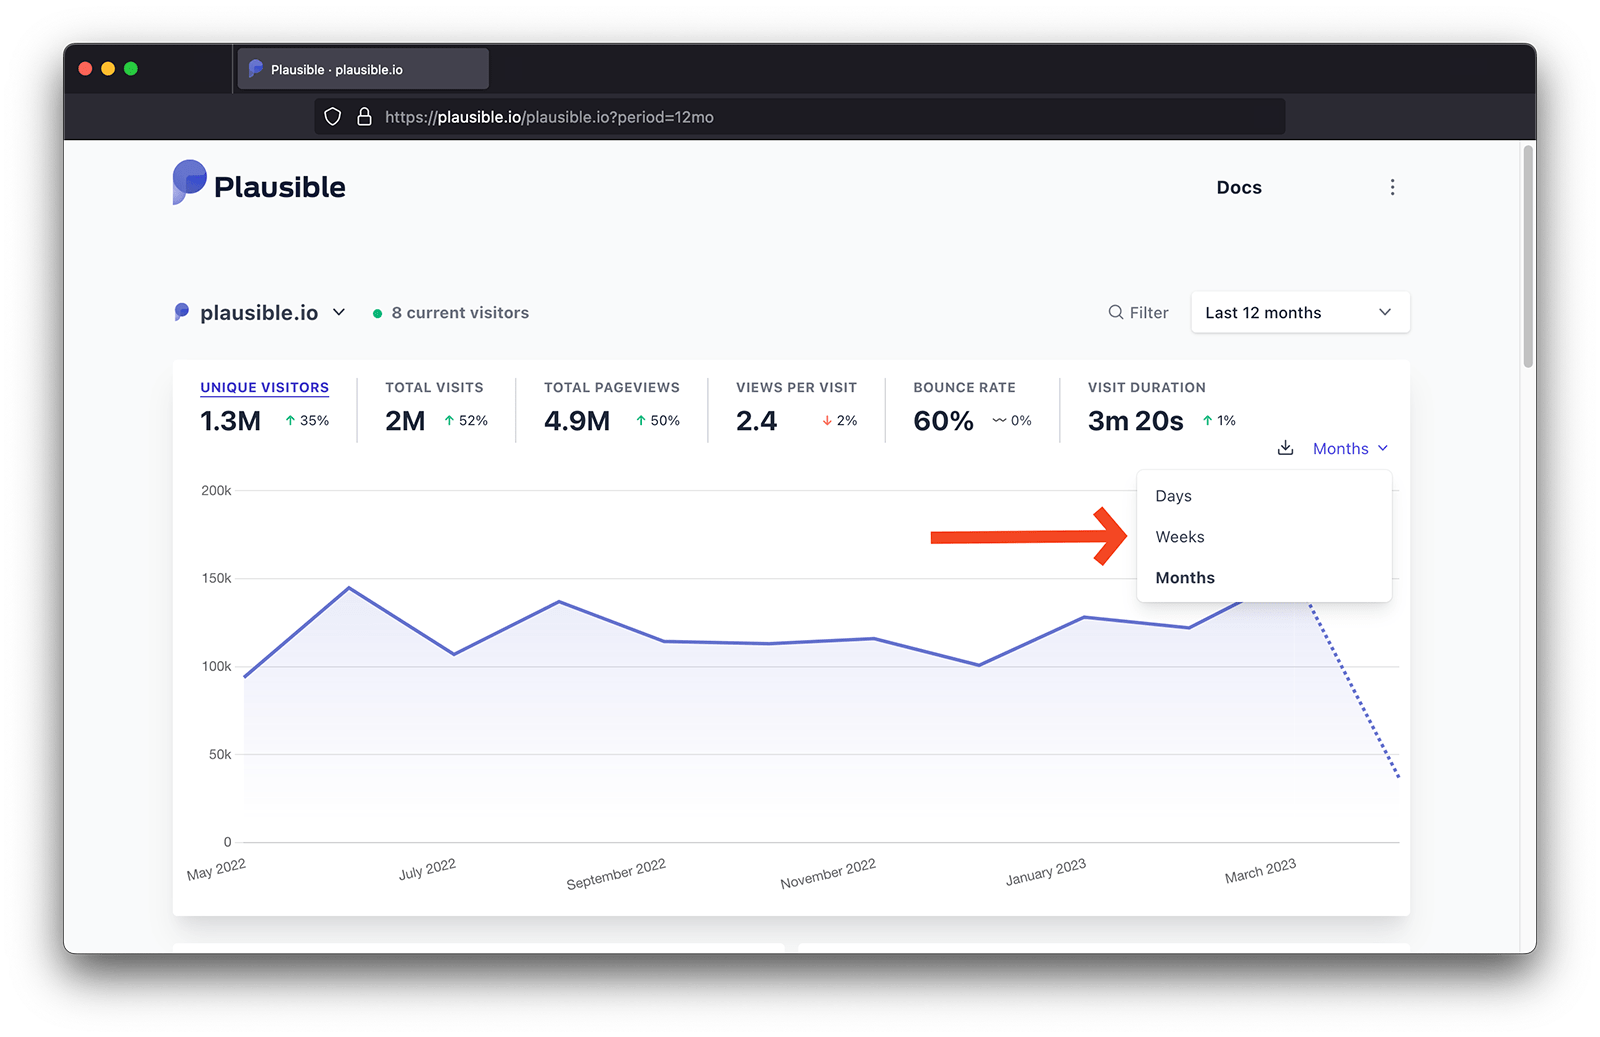 Plausible · plausible.io
https://plausible.io/plausible.io?period=12mo
Plausible
Docs
plausible.io
8 current visitors
Filter
Last 12 months
UNIQUE VISITORS
1.3M 35%
TOTAL VISITS
2M 52%
TOTAL PAGEVIEWS
4.9M 50%
VIEWS PER VISIT
2.4 2%
BOUNCE RATE
60% 0%
VISIT DURATION
3m 20s 1%
Months
Days
Weeks
Months
200k
150k
100k
50k
0
May 2022
July 2022
September 2022
November 2022
January 2023
March 2023